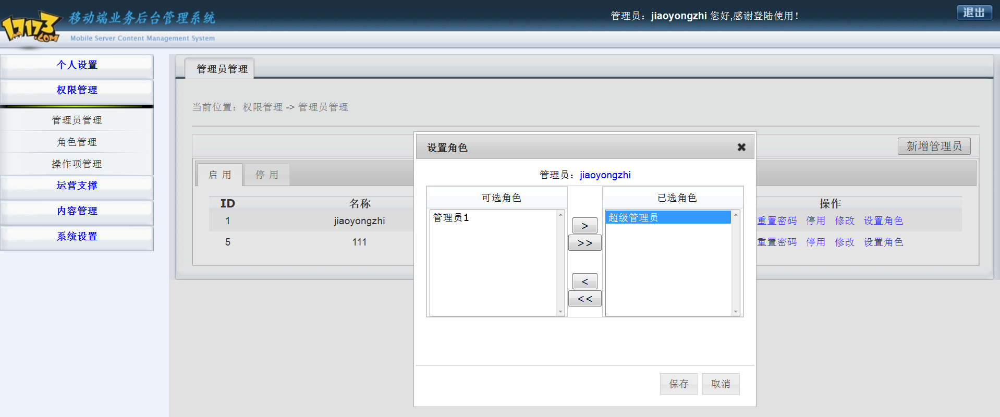 17173
.COM
移动端业务后台管理系统
Mobile Server Content Management System
管理员：jiaoyongzhi 您好,感谢登陆使用！
退出
个人设置
权限管理
管理员管理
角色管理
操作项管理
运营支撑
内容管理
系统设置
管理员管理
当前位置：权限管理 -> 管理员管理
新增管理员
启 用
停 用
ID 名称 操作
1 jiaoyongzhi 重置密码 停用 修改 设置角色
5 111 重置密码 停用 修改 设置角色
设置角色
管理员：jiaoyongzhi
可选角色
管理员1
>
>>
<
<<
已选角色
超级管理员
保存
取消